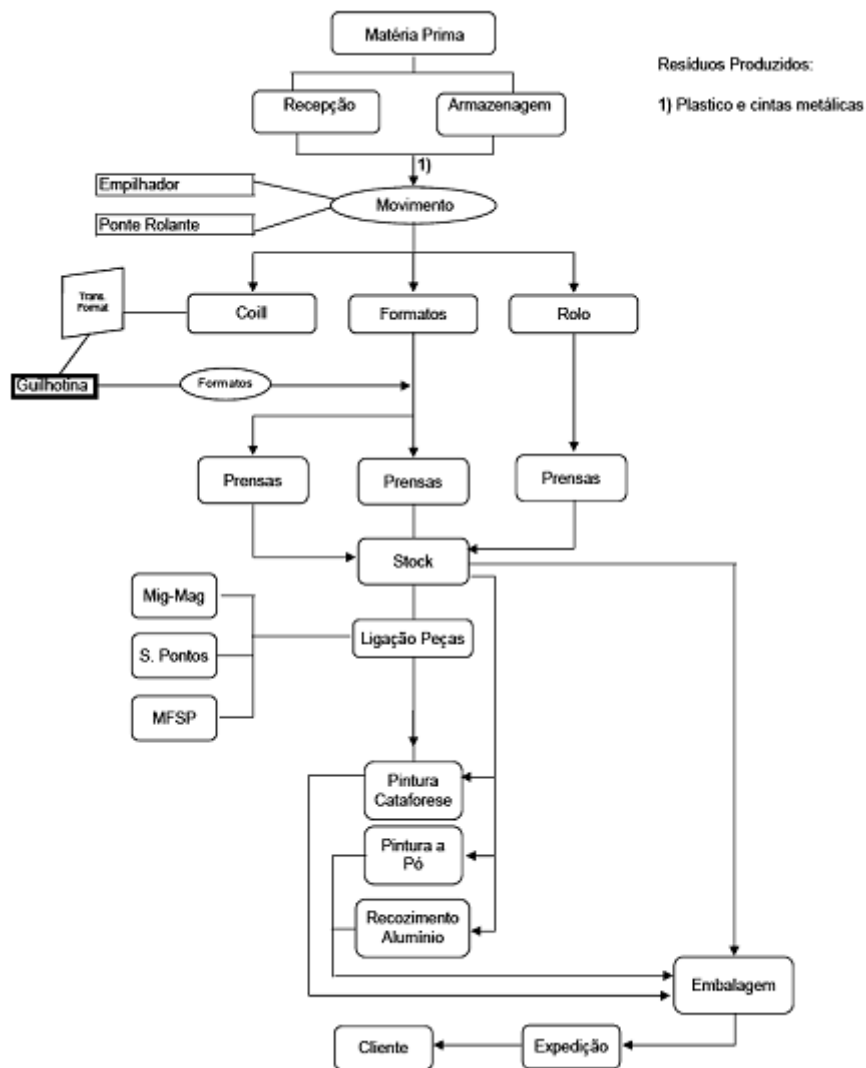 Matéria Prima
Resíduos Produzidos:
Recepção
Armazenagem
1) Plastico e cintas metálicas
1)
Empilhador
Movimento
Ponte Rolante
Trans.
Format
Coill
Formatos
Rolo
Guilhotina
Formatos
Prensas
Prensas
Prensas
Stock
Mig-Mag
Ligação Peças
S. Pontos
MFSP
Pintura
Cataforese
Pintura a
Pó
Recozimento
Alumínio
Embalagem
Cliente
Expedição